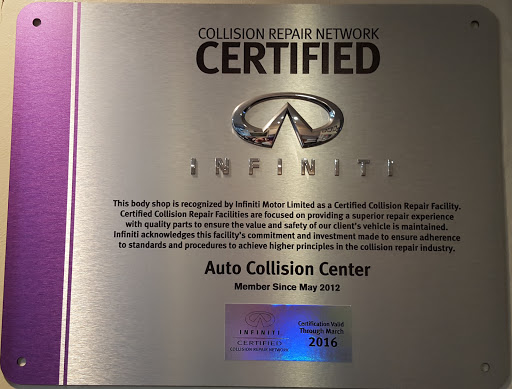 COLLISION REPAIR NETWORK
CERTIFIED
INFINITI
This body shop is recognized by Infiniti Motor Limited as a Certified Collision Repair Facility.
Certified Collision Repair Facilities are focused on providing a superior repair experience
with quality parts to ensure the value and safety of our client's vehicle is maintained.
Infiniti acknowledges this facility's commitment and investment made to ensure adherence
to standards and procedures to achieve higher principles in the collision repair industry.
Auto Collision Center
Member Since May 2012
INFINITI
CERTIFIED
COLLISION REPAIR NETWORK
Certification Valid
Through March
2016